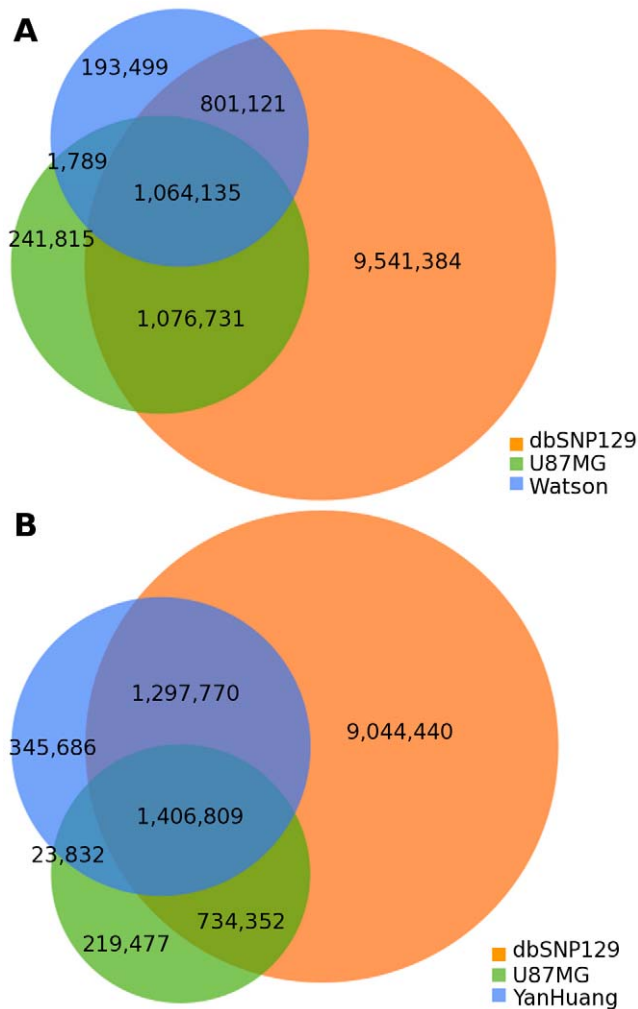 A
193,499
801,121
1,789
1,064,135
241,815
9,541,384
1,076,731
dbSNP129
U87MG
Watson
B
1,297,770
345,686
9,044,440
1,406,809
23,832
734,352
219,477
dbSNP129
U87MG
YanHuang